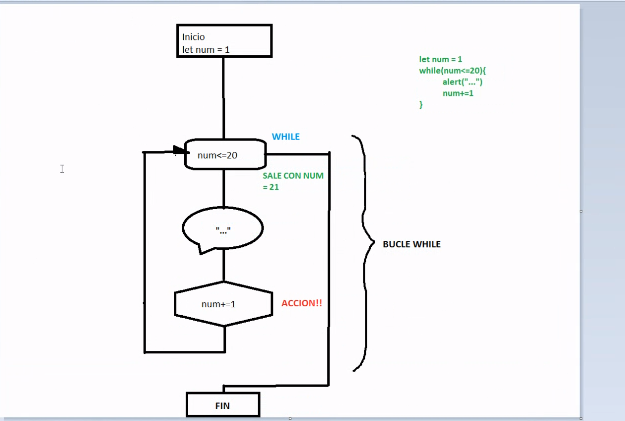 Inicio
let num = 1
let num = 1
while(num<=20){
alert("...")
num+=1
}
WHILE
num<=20
SALE CON NUM
= 21
"..."
BUCLE WHILE
num+=1
ACCION!!
FIN